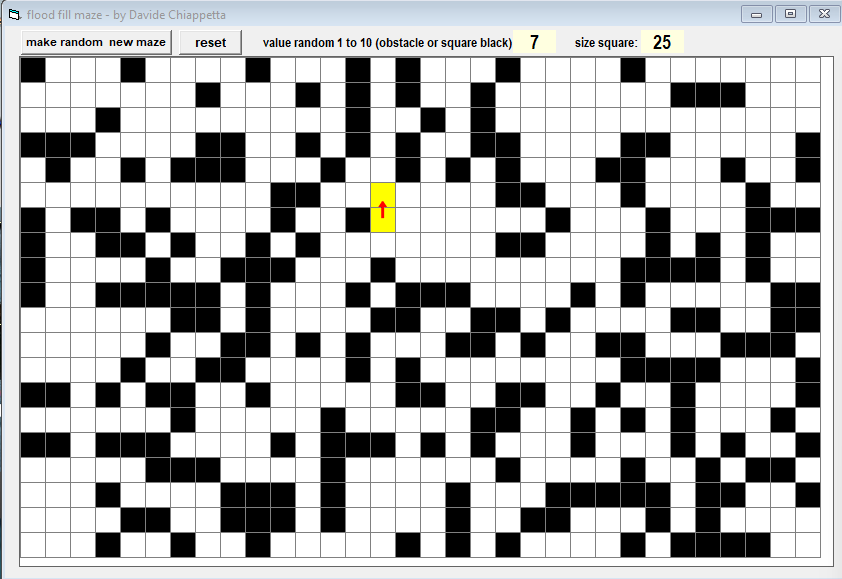 flood fill maze - by Davide Chiappetta
make random new maze reset value random 1 to 10 (obstacle or square black) 7 size square: 25